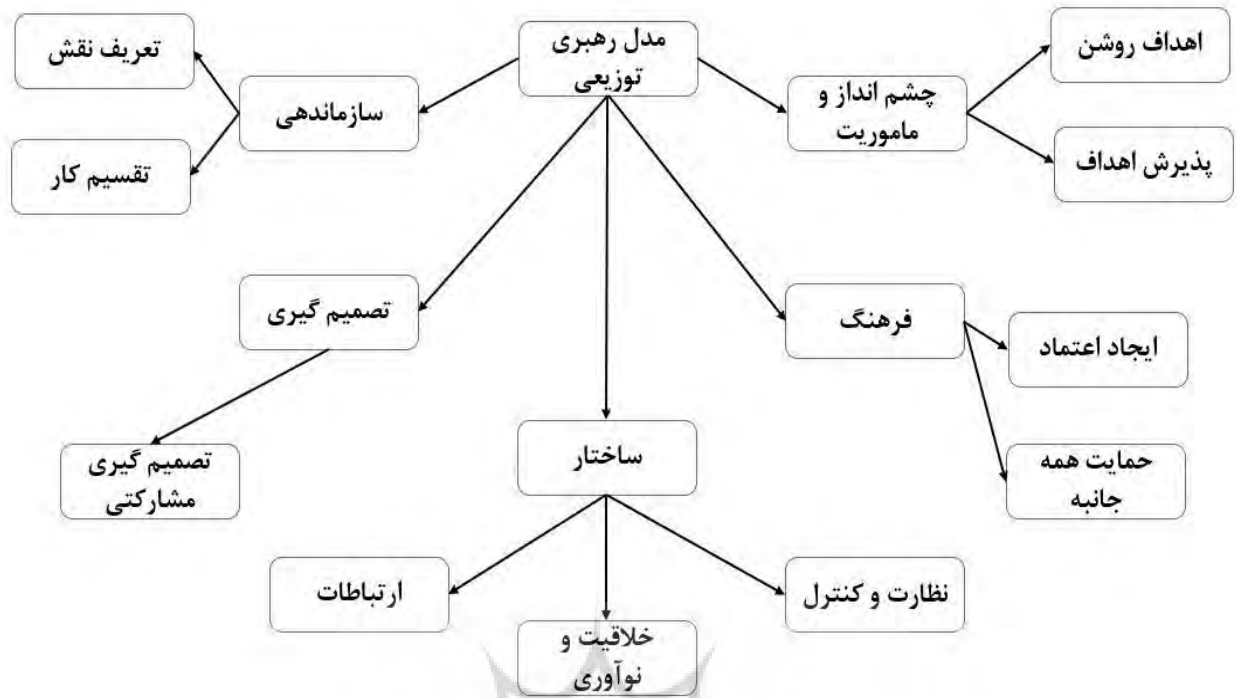 مدل رهبری
توزیعی
اهداف روشن
چشم انداز و
ماموریت
پذیرش اهداف
تعریف نقش
سازماندهی
تقسیم کار
فرهنگ
ایجاد اعتماد
حمایت همه
جانبه
تصمیم گیری
تصمیم گیری
مشارکتی
ساختار
نظارت و کنترل
خلاقیت و
نوآوری
ارتباطات